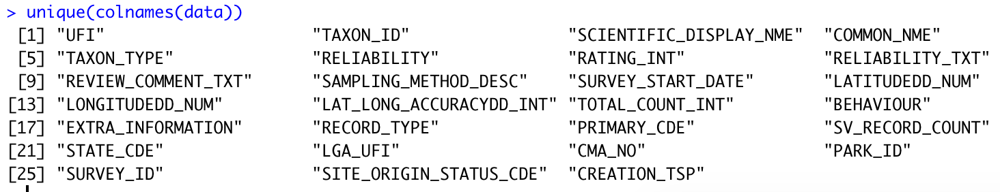 > unique(colnames(data))
 [1] "UFI"                    "TAXON_ID"               "SCIENTIFIC_DISPLAY_NME" "COMMON_NME"
 [5] "TAXON_TYPE"             "RELIABILITY"            "RATING_INT"             "RELIABILITY_TXT"
 [9] "REVIEW_COMMENT_TXT"     "SAMPLING_METHOD_DESC"   "SURVEY_START_DATE"      "LATITUDEDD_NUM"
[13] "LONGITUDEDD_NUM"        "LAT_LONG_ACCURACYDD_INT" "TOTAL_COUNT_INT"        "BEHAVIOUR"
[17] "EXTRA_INFORMATION"      "RECORD_TYPE"            "PRIMARY_CDE"            "SV_RECORD_COUNT"
[21] "STATE_CDE"              "LGA_UFI"                "CMA_NO"                 "PARK_ID"
[25] "SURVEY_ID"              "SITE_ORIGIN_STATUS_CDE" "CREATION_TSP"